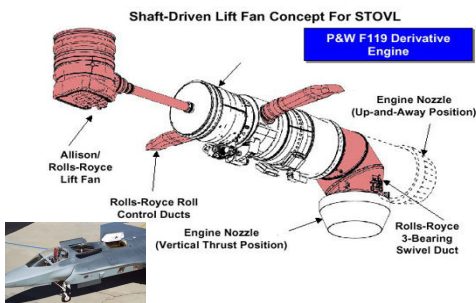 Shaft-Driven Lift Fan Concept For STOVL
P&W F119 Derivative
Engine
Engine Nozzle
(Up-and-Away Position)
Allison/
Rolls-Royce
Lift Fan
Rolls-Royce Roll
Control Ducts
Engine Nozzle
(Vertical Thrust Position)
Rolls-Royce
3-Bearing
Swivel Duct